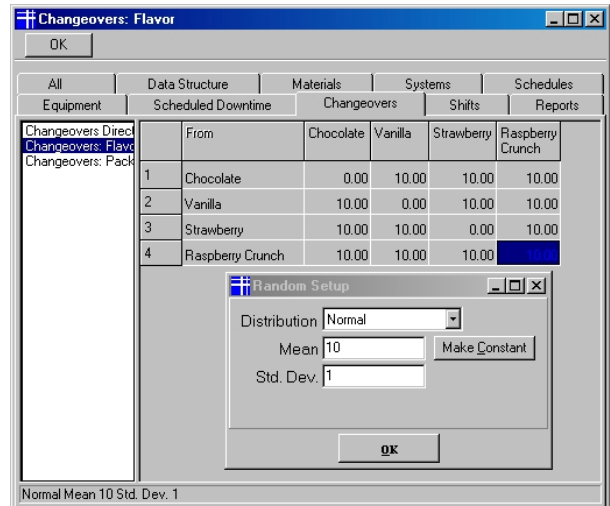 Changeovers: Flavor
OK
All Data Structure Materials Systems Schedules
Equipment Scheduled Downtime Changeovers Shifts Reports
Changeovers Direct
Changeovers: Flavo
Changeovers: Pack
From Chocolate Vanilla Strawberry Raspberry Crunch
1 Chocolate 0.00 10.00 10.00 10.00
2 Vanilla 10.00 0.00 10.00 10.00
3 Strawberry 10.00 10.00 0.00 10.00
4 Raspberry Crunch 10.00 10.00 10.00 10.00
Random Setup
Distribution Normal
Mean 10 Make Constant
Std. Dev. 1
OK
Normal Mean 10 Std. Dev. 1